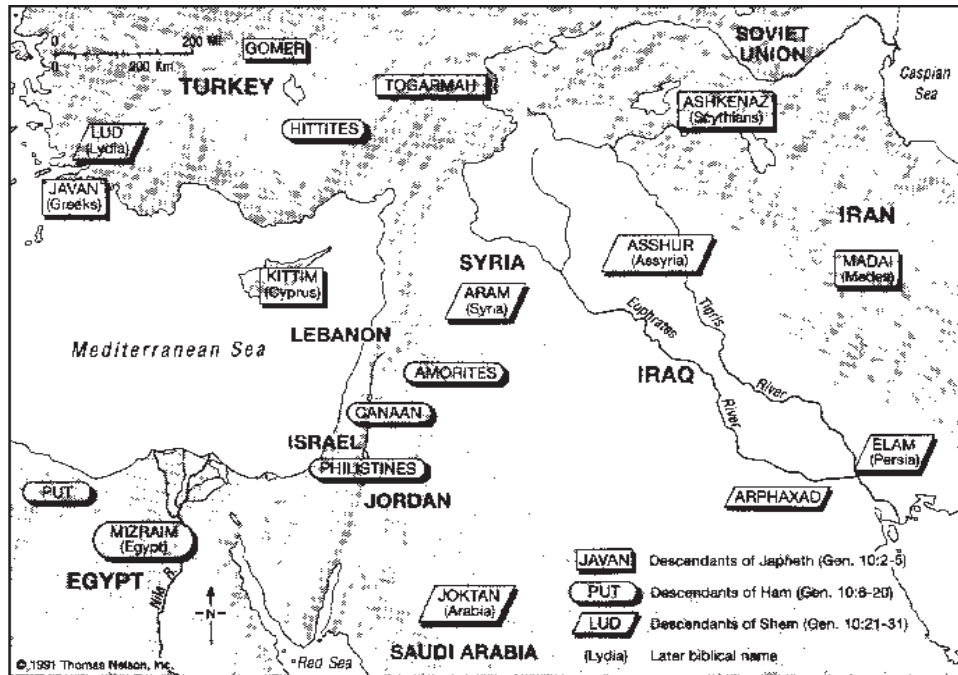 0 200 Mi.
0 200 Km
GOMER
SOVIET
UNION
Caspian
Sea
TURKEY
TOGARMAH
ASHKENAZ
(Scythians)
LUD
(Lydia)
HITTITES
JAVAN
(Greeks)
IRAN
ASSHUR
(Assyria)
MADAI
(Medes)
SYRIA
KITTIM
(Cyprus)
ARAM
(Syria)
Euphrates
Tigris
LEBANON
Mediterranean Sea
AMORITES
IRAQ
River
River
CANAAN
ISRAEL
PHILISTINES
ELAM
(Persia)
PUT
JORDAN
ARPHAXAD
MIZRAIM
(Egypt)
EGYPT
Nile R.
-N-
JOKTAN
(Arabia)
JAVAN Descendants of Japheth (Gen. 10:2-5)
PUT Descendants of Ham (Gen. 10:6-20)
LUD Descendants of Shem (Gen. 10:21-31)
(Lydia) Later biblical name
© 1991 Thomas Nelson, Inc.
Red Sea
SAUDI ARABIA